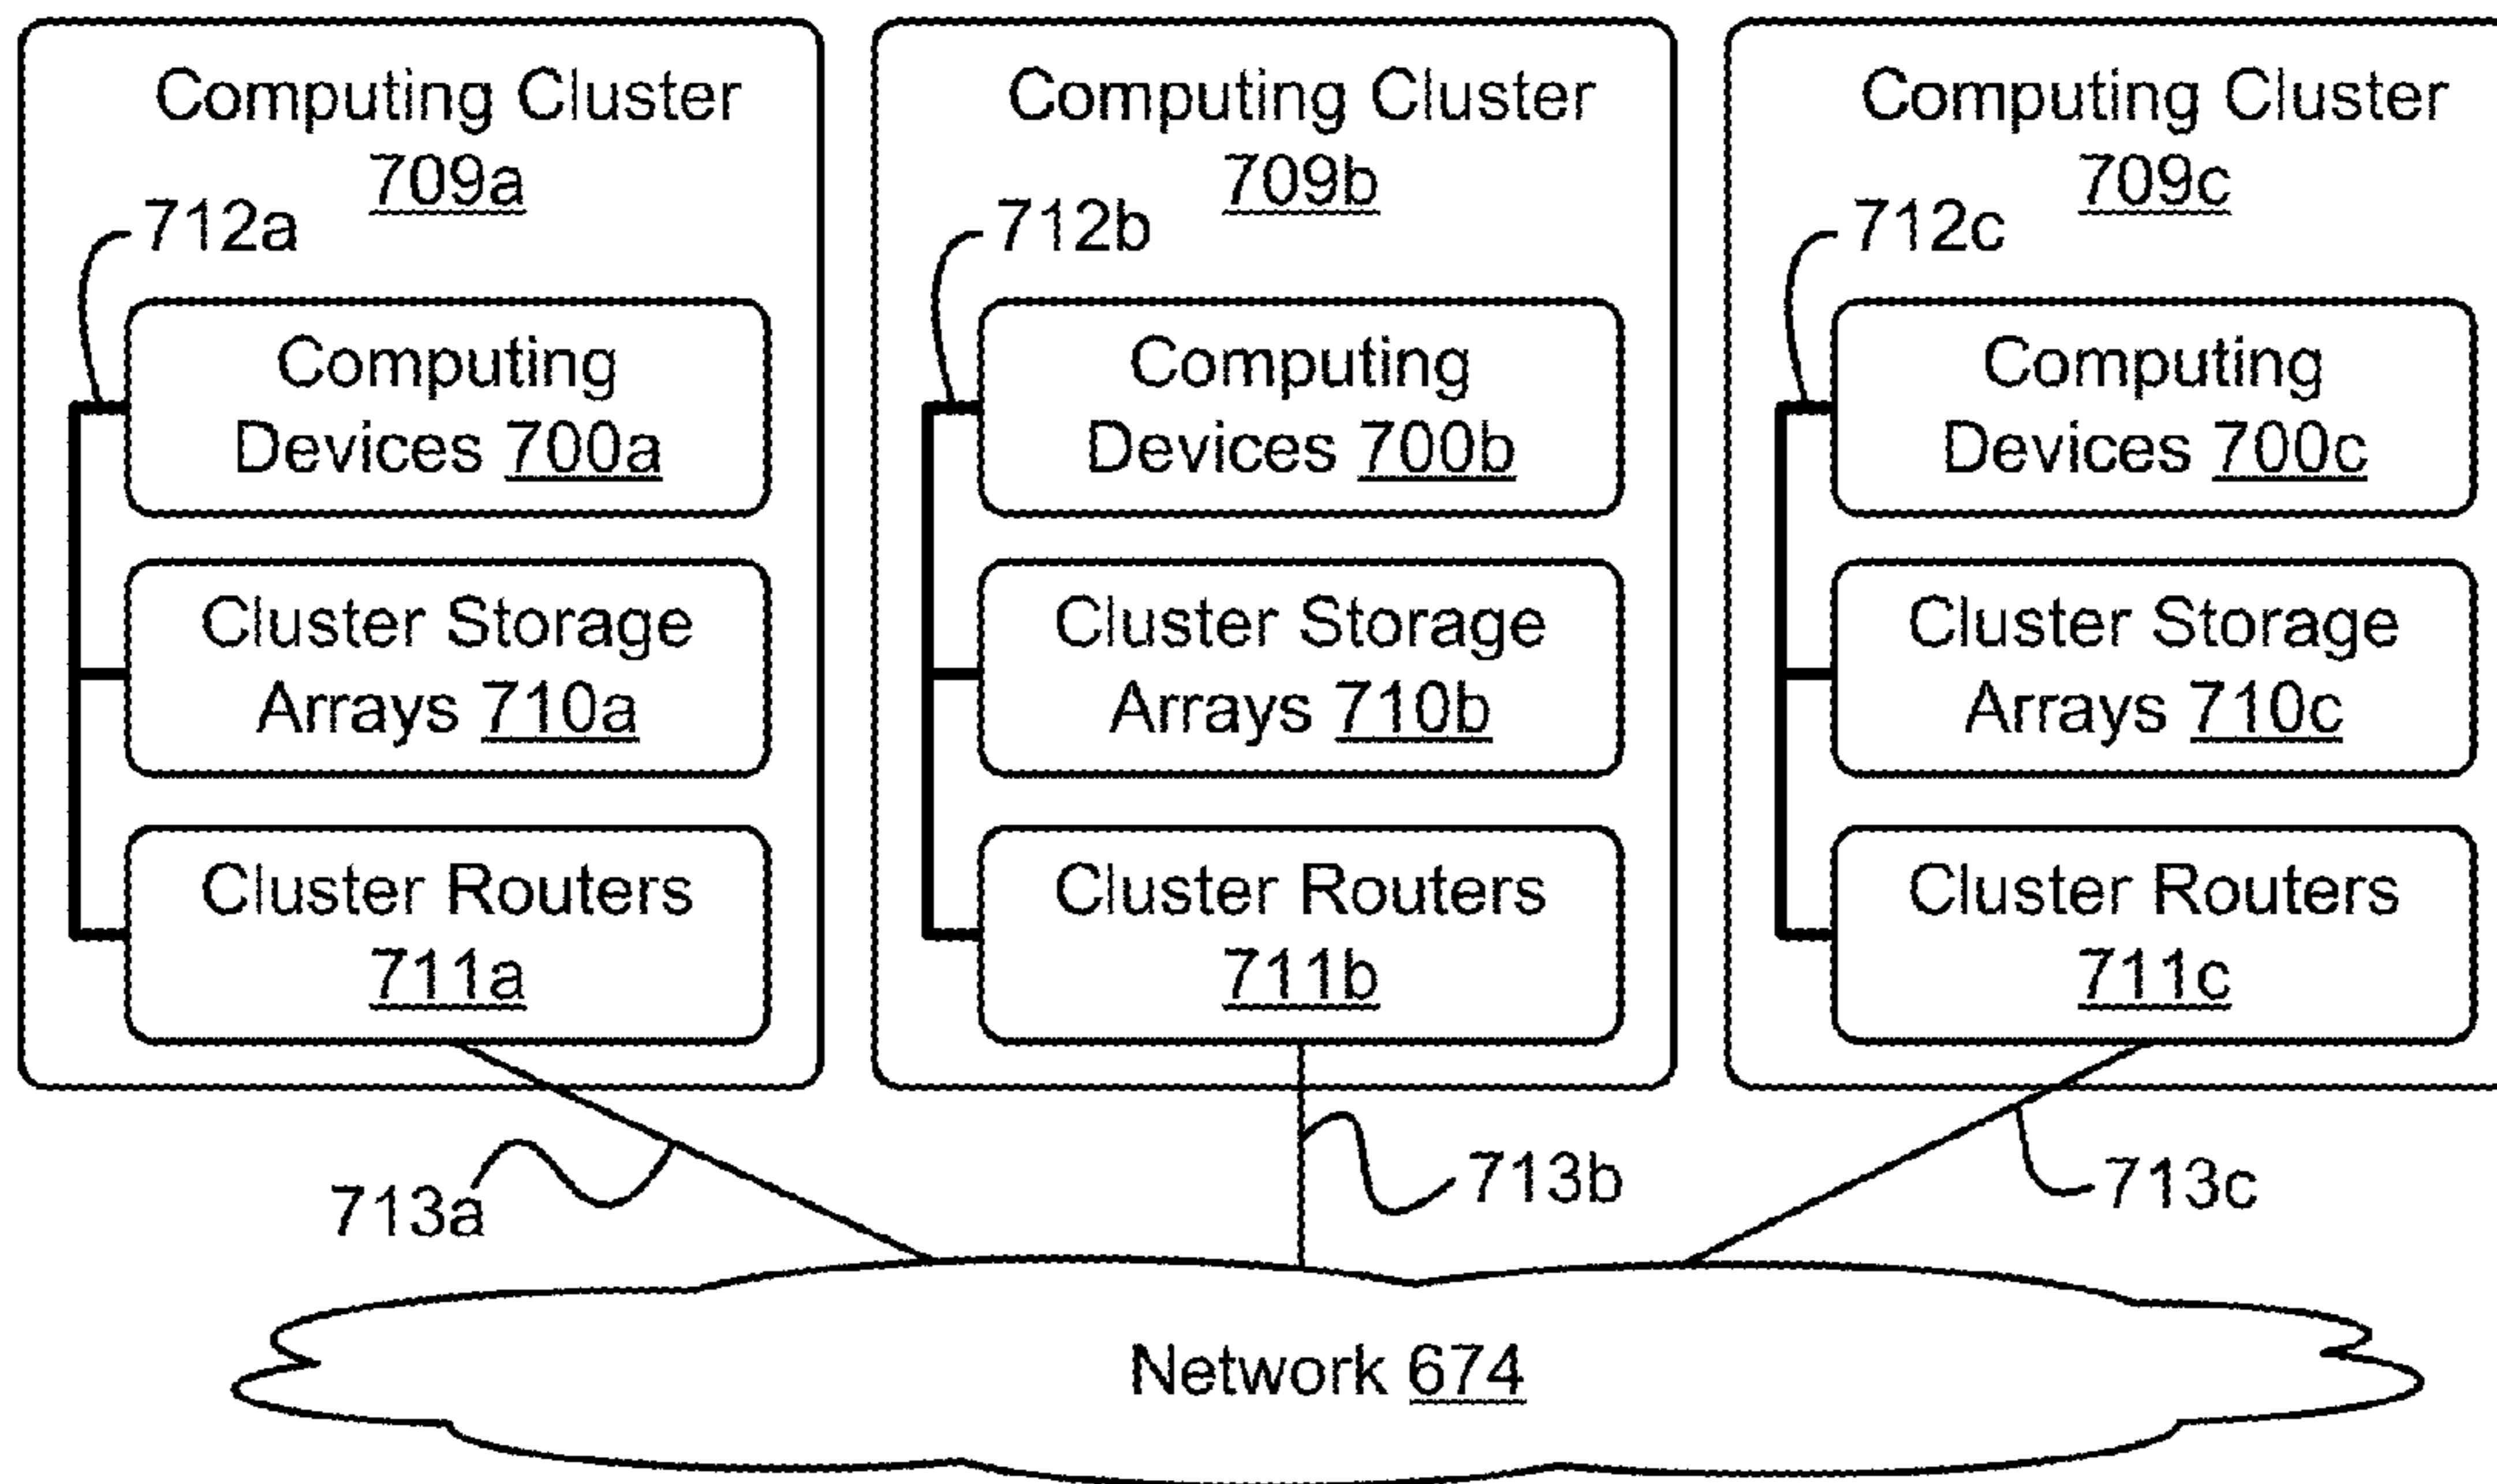 Computing Cluster
709a
712a
Computing
Devices 700a
Cluster Storage
Arrays 710a
Cluster Routers
711a
Computing Cluster
709b
712b
Computing
Devices 700b
Cluster Storage
Arrays 710b
Cluster Routers
711b
Computing Cluster
709c
712c
Computing
Devices 700c
Cluster Storage
Arrays 710c
Cluster Routers
711c
713a
713b
713c
Network 674